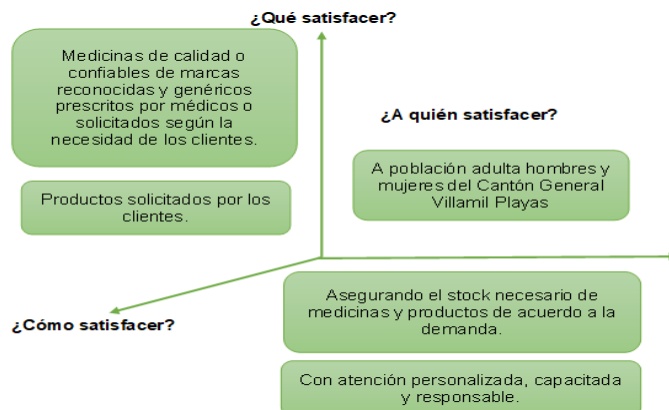 ¿Qué satisfacer?
Medicinas de calidad o
confiables de marcas
reconocidas y genéricos
prescritos por médicos o
solicitados según la
necesidad de los clientes.
Productos solicitados por los
clientes.
¿A quién satisfacer?
A población adulta hombres y
mujeres del Cantón General
Villamil Playas
¿Cómo satisfacer?
Asegurando el stock necesario de
medicinas y productos de acuerdo a la
demanda.
Con atención personalizada, capacitada
y responsable.